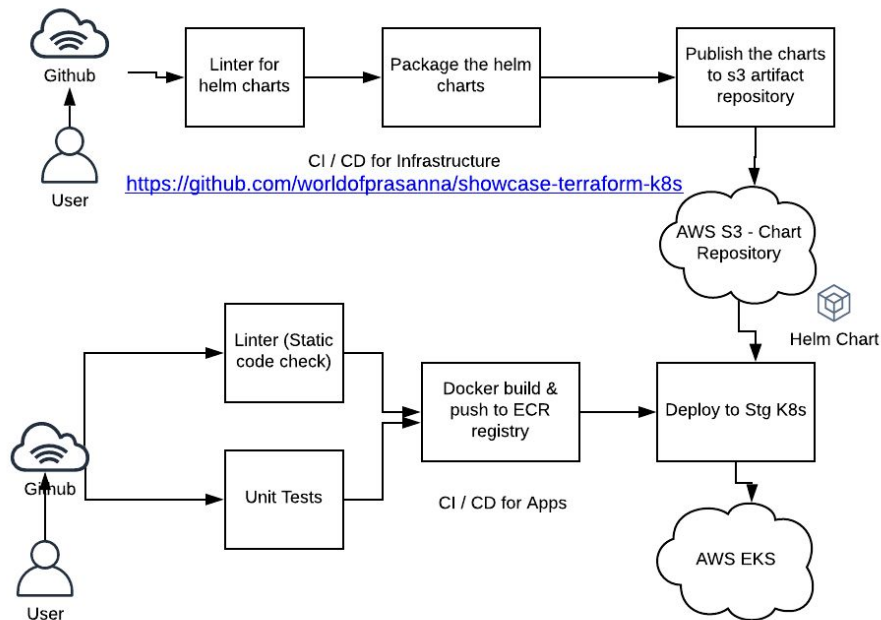 Github
User
Linter for
helm charts
Package the helm
charts
Publish the charts
to s3 artifact
repository
CI / CD for Infrastructure
https://github.com/worldofprasanna/showcase-terraform-k8s
AWS S3 - Chart
Repository
Helm Chart
Linter (Static
code check)
Docker build &
push to ECR
registry
Deploy to Stg K8s
Github
Unit Tests
CI / CD for Apps
AWS EKS
User